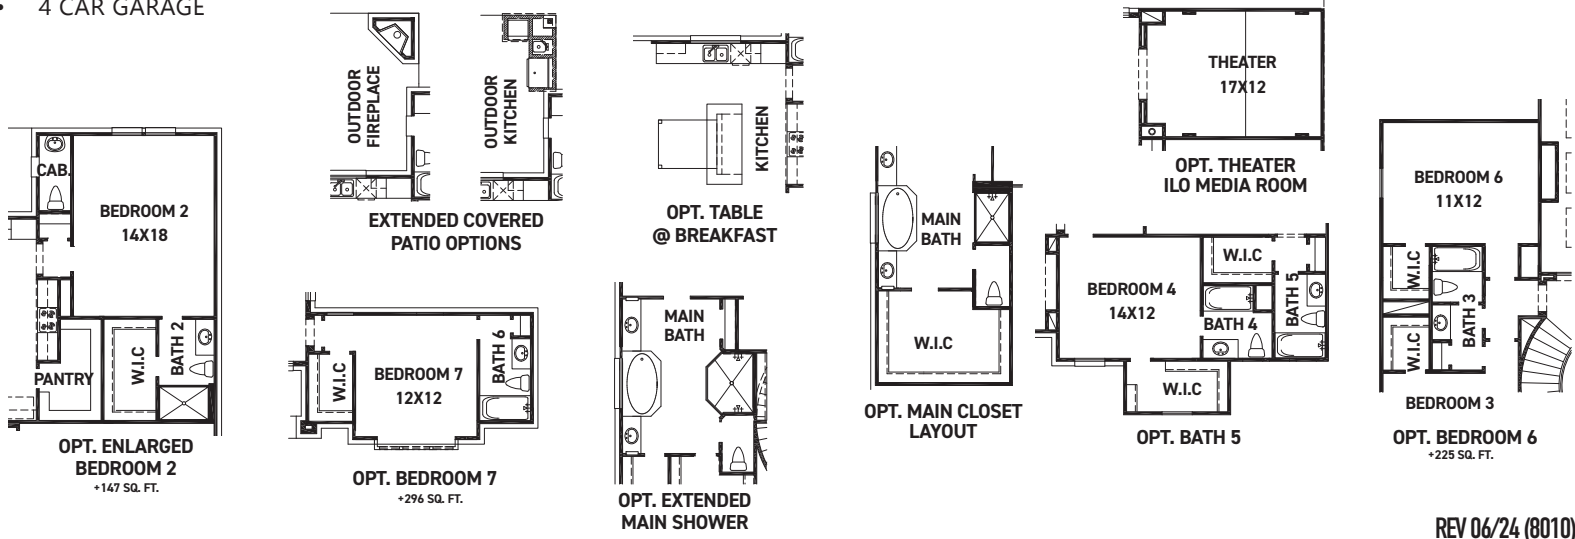 • 4 CAR GARAGE
CAB.
BEDROOM 2
14X18
PANTRY
W.I.C
BATH 2
OPT. ENLARGED
BEDROOM 2
+147 SQ. FT.
OUTDOOR
FIREPLACE
OUTDOOR
KITCHEN
EXTENDED COVERED
PATIO OPTIONS
KITCHEN
OPT. TABLE
@ BREAKFAST
W.I.C
BEDROOM 7
12X12
BATH 6
OPT. BEDROOM 7
+296 SQ. FT.
MAIN
BATH
OPT. EXTENDED
MAIN SHOWER
MAIN
BATH
W.I.C
OPT. MAIN CLOSET
LAYOUT
THEATER
17X12
OPT. THEATER
ILO MEDIA ROOM
W.I.C
BEDROOM 4
14X12
BATH 4
BATH 5
W.I.C
OPT. BATH 5
BEDROOM 6
11X12
W.I.C
W.I.C
BATH 3
BEDROOM 3
OPT. BEDROOM 6
+225 SQ. FT.
REV 06/24 (8010)